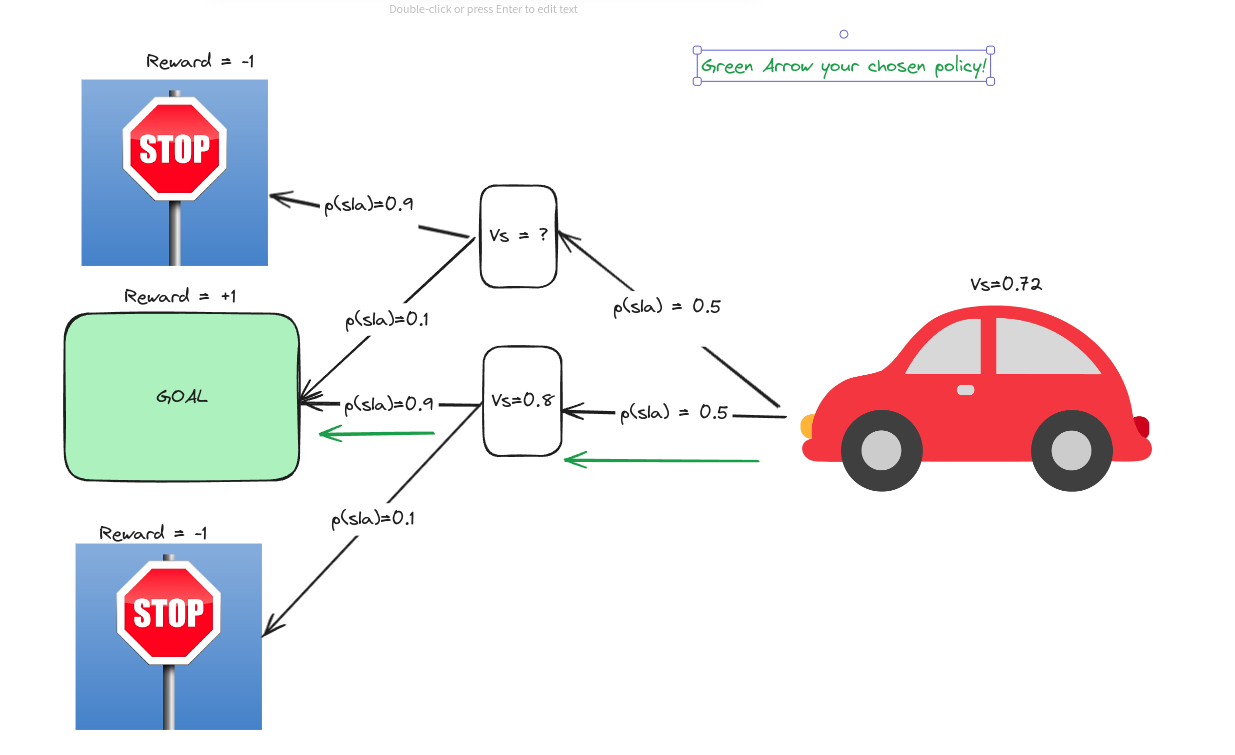 Double-click or press Enter to edit text
Reward = -1
Green Arrow your chosen policy!
STOP
p(s|a)=0.9
Vs = ?
Vs=0.72
Reward = +1
p(s|a) = 0.5
p(s|a)=0.1
GOAL
p(s|a)=0.9
Vs=0.8
p(s|a) = 0.5
p(s|a)=0.1
Reward = -1
STOP